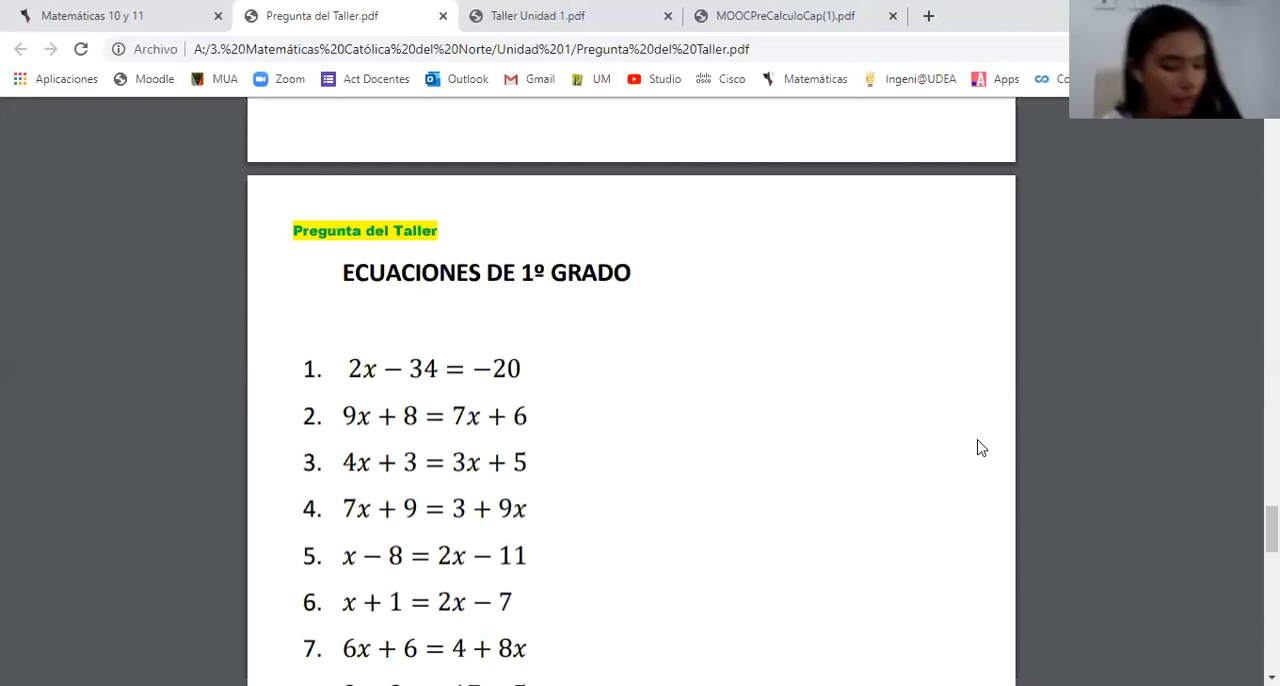 Matemáticas 10 y 11
Pregunta del Taller.pdf
Taller Unidad 1.pdf
MOOCPreCalculoCap(1).pdf
Archivo
A:/3.%20Matemáticas%20Católica%20del%20Norte/Unidad%201/Pregunta%20del%20Taller.pdf
Aplicaciones
Moodle
MUA
Zoom
Act Docentes
Outlook
Gmail
UM
Studio
Cisco
Matemáticas
Ingeni@UDEA
Apps
Pregunta del Taller
ECUACIONES DE 1º GRADO
1. 2x − 34 = −20
2. 9x + 8 = 7x + 6
3. 4x + 3 = 3x + 5
4. 7x + 9 = 3 + 9x
5. x − 8 = 2x − 11
6. x + 1 = 2x − 7
7. 6x + 6 = 4 + 8x